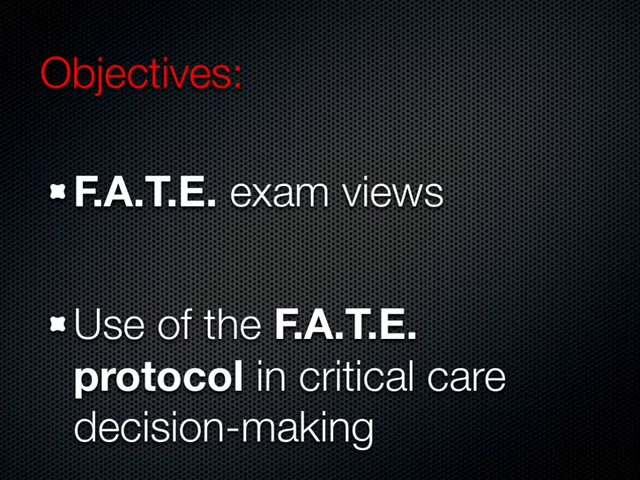 Objectives:
F.A.T.E. exam views
Use of the F.A.T.E.
protocol in critical care
decision-making